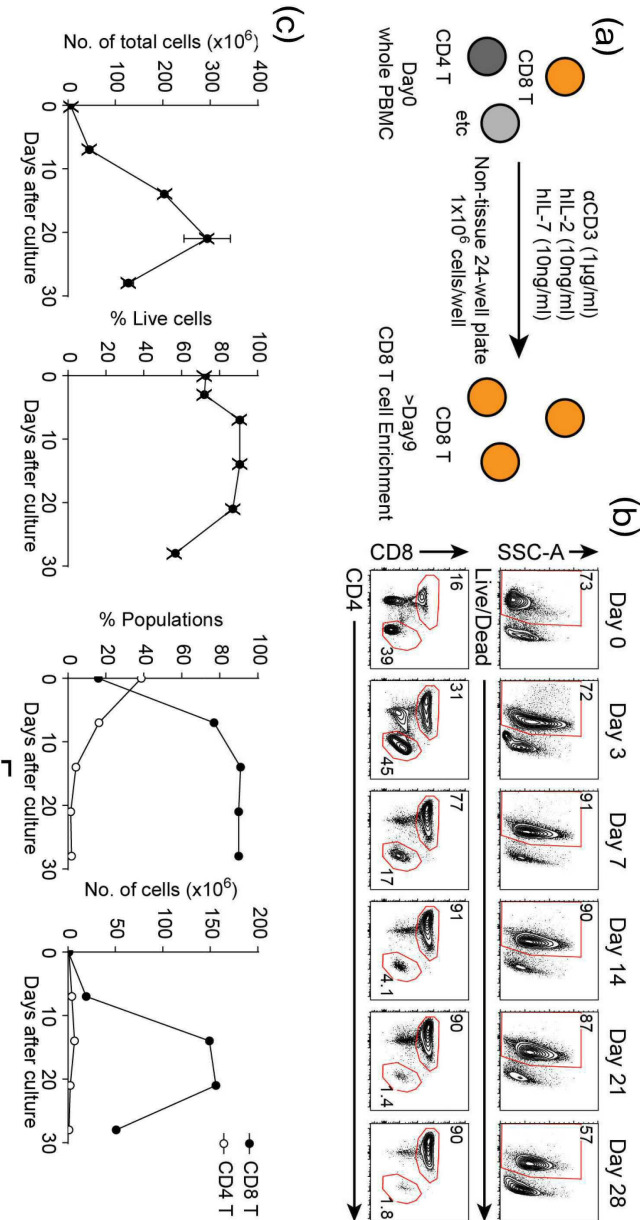 (a)
CD8 T
CD4 T
etc
Day0
whole PBMC
αCD3 (1μg/ml)
hIL-2 (10ng/ml)
hIL-7 (10ng/ml)
Non-tissue 24-well plate
1x10⁶ cells/well
CD8 T
>Day9
CD8 T cell Enrichment
(b)
Day 0
Day 3
Day 7
Day 14
Day 21
Day 28
SSC-A
73
72
91
90
87
57
Live/Dead
CD8
16
39
31
45
77
17
91
4.1
90
1.4
90
1.8
CD4
(c)
No. of total cells (x10⁶)
400
300
200
100
0
0
10
20
30
Days after culture
% Live cells
100
80
60
40
20
0
0
10
20
30
Days after culture
% Populations
100
80
60
40
20
0
0
10
20
30
Days after culture
No. of cells (x10⁶)
200
150
100
50
0
0
10
20
30
Days after culture
CD8 T
CD4 T